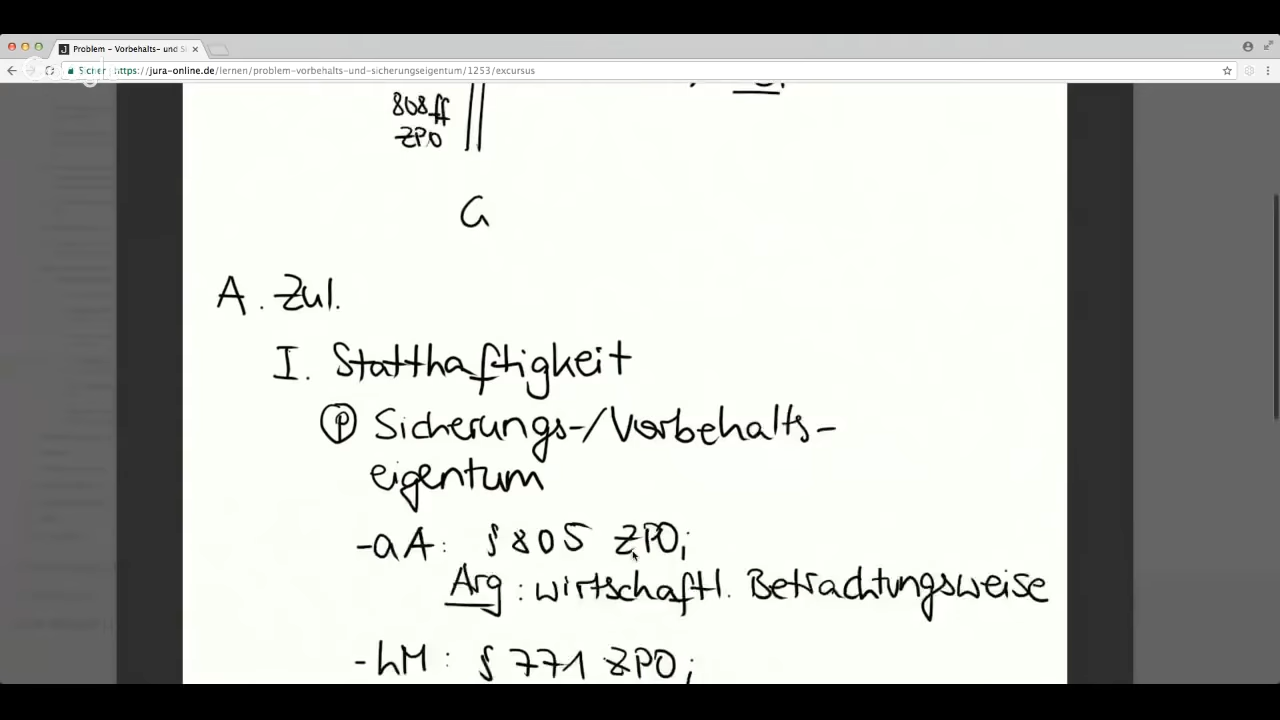 Problem – Vorbehalts- und Si
Sicher https://jura-online.de/lernen/problem-vorbehalts-und-sicherungseigentum/1253/excursus
808ff
ZPO
G
A. Zul.
I. Statthaftigkeit
(P) Sicherungs-/Vorbehalts-
eigentum
-aA: § 805 ZPO;
Arg: wirtschaftl. Betrachtungsweise
-hM: § 771 ZPO;